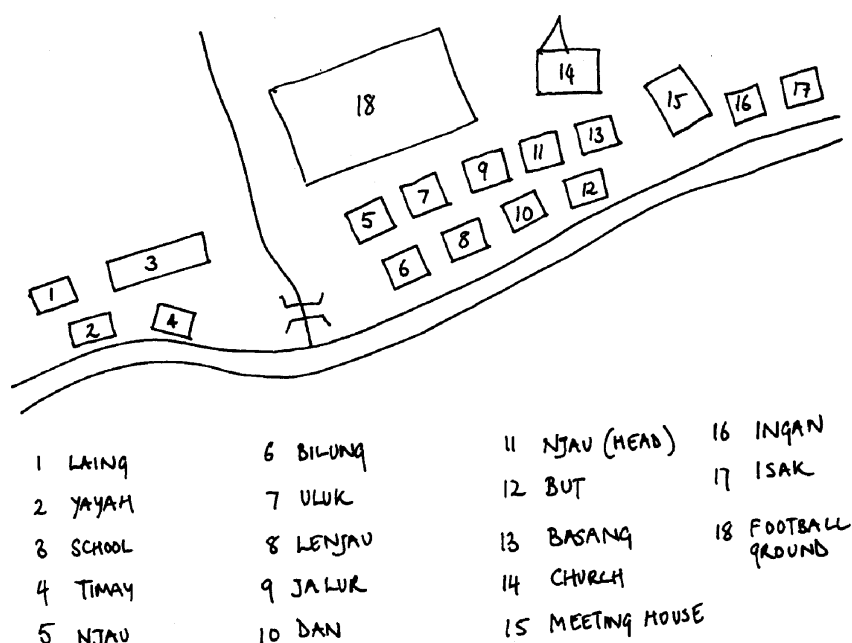 18
14
15
16
17
5
7
9
11
13
6
8
10
12
1
3
2
4
1 LAING
2 YAYAH
3 SCHOOL
4 TIMAY
5 NJAU
6 BILUNG
7 ULUK
8 LENJAU
9 JALUR
10 DAN
11 NJAU (HEAD)
12 BUT
13 BASANG
14 CHURCH
15 MEETING HOUSE
16 INGAN
17 ISAK
18 FOOTBALL
GROUND